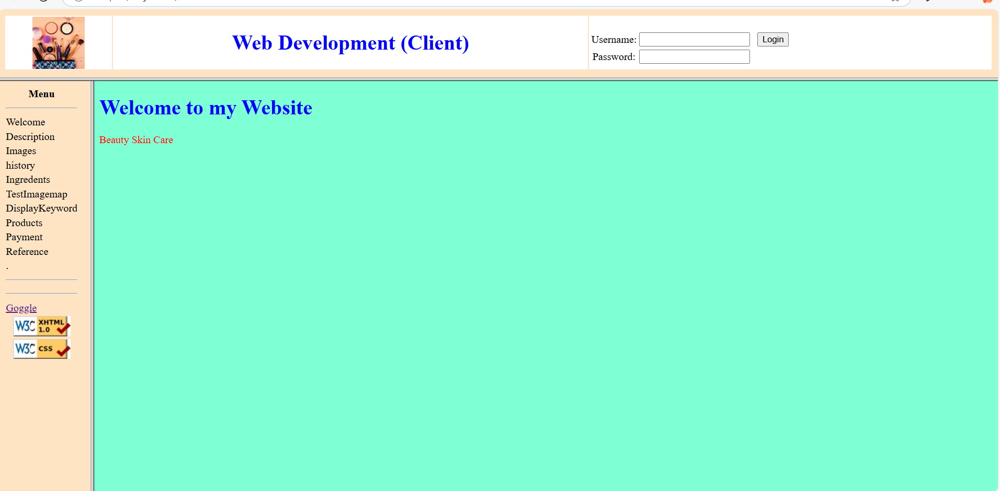 Web Development (Client)
Username:
Login
Password:
Menu
Welcome
Description
Images
history
Ingredents
TestImagemap
DisplayKeyword
Products
Payment
Reference
.
Goggle
W3C XHTML 1.0
W3C css
Welcome to my Website
Beauty Skin Care